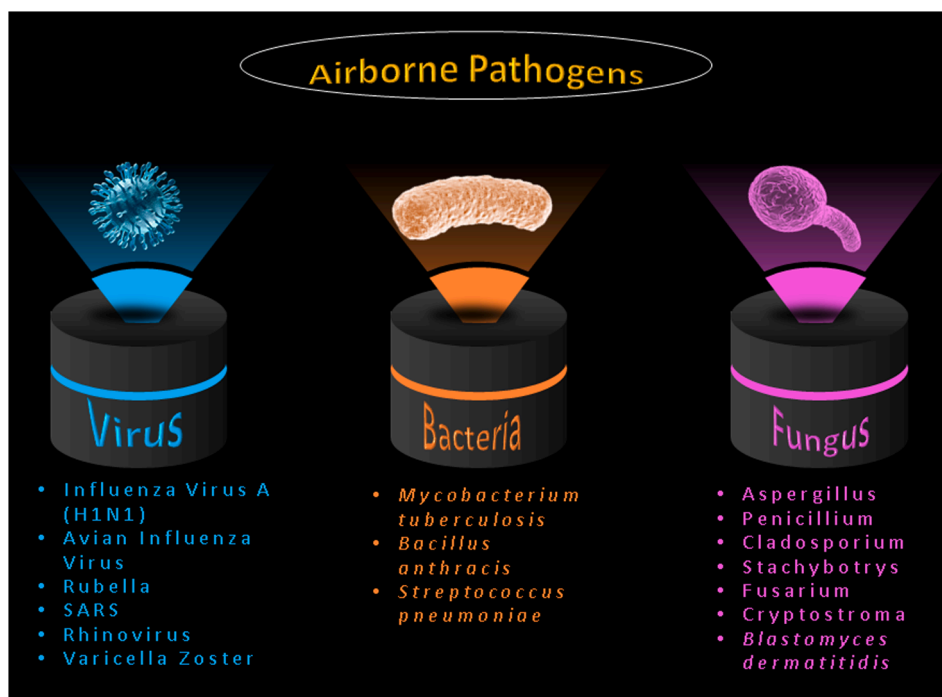 Airborne Pathogens
Virus
Bacteria
Fungus
• Influenza Virus A
(H1N1)
• Avian Influenza
Virus
• Rubella
• SARS
• Rhinovirus
• Varicella Zoster
• Mycobacterium
tuberculosis
• Bacillus
anthracis
• Streptococcus
pneumoniae
• Aspergillus
• Penicillium
• Cladosporium
• Stachybotrys
• Fusarium
• Cryptostroma
• Blastomyces
dermatitidis